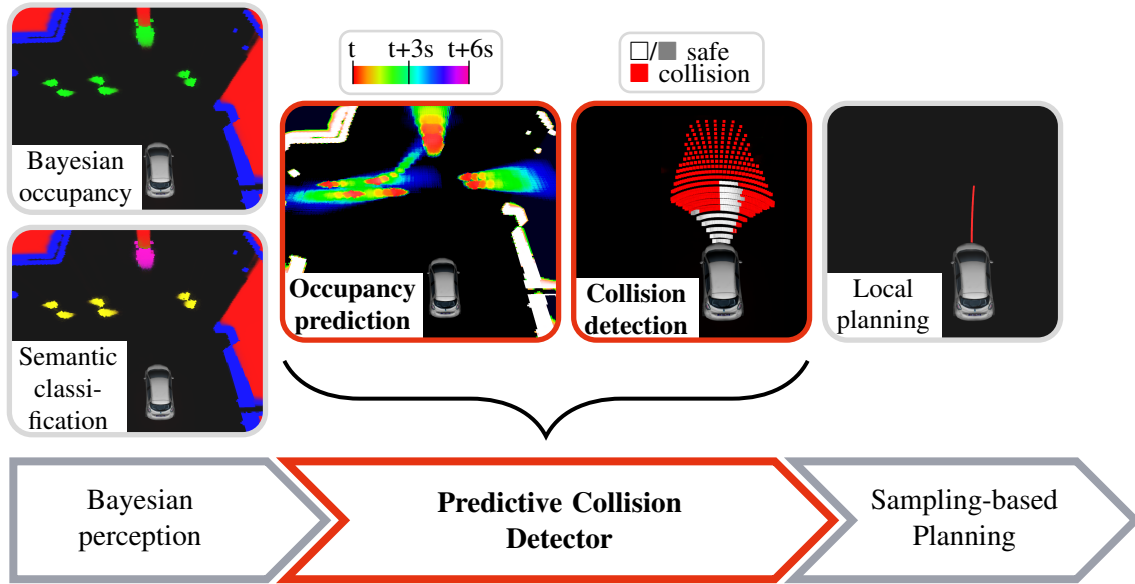 t t+3s t+6s
□/■ safe
■ collision
Bayesian
occupancy
Semantic
classi-
fication
Occupancy
prediction
Collision
detection
Local
planning
Bayesian
perception
Predictive Collision
Detector
Sampling-based
Planning